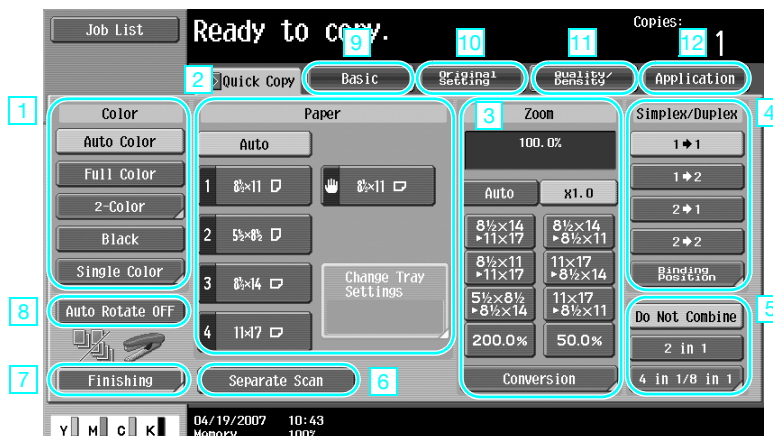 Job List
Ready to copy.
Copies:
1
9
10
11
12
2
Quick Copy
Basic
Original Setting
Quality/Density
Application
1
3
4
Color
Paper
Zoom
Simplex/Duplex
Auto Color
Full Color
2-Color
Black
Single Color
Auto
1 8½×11
8½×11
2 5½×8½
3 8½×14
4 11×17
Change Tray
Settings
100.0%
Auto
x1.0
8½×14
▸11×17
8½×14
▸8½×11
8½×11
▸11×17
11×17
▸8½×14
5½×8½
▸8½×14
11×17
▸8½×11
200.0%
50.0%
Conversion
1➔1
1➔2
2➔1
2➔2
Binding
Position
8
Auto Rotate OFF
5
Do Not Combine
2 in 1
4 in 1/8 in 1
7
Finishing
Separate Scan
6
Y M C K
04/19/2007 10:43
Memory 100%